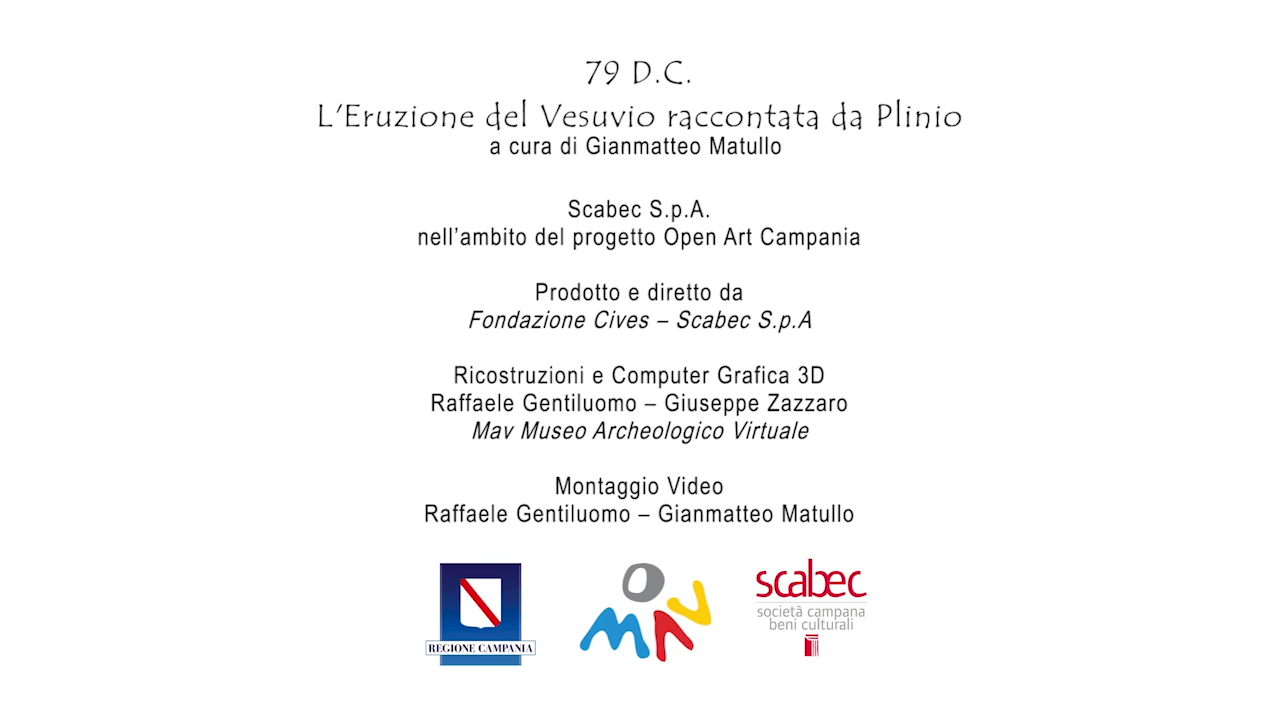 79 D.C.
L'Eruzione del Vesuvio raccontata da Plinio
a cura di Gianmatteo Matullo
Scabec S.p.A.
nell'ambito del progetto Open Art Campania
Prodotto e diretto da
Fondazione Cives – Scabec S.p.A
Ricostruzioni e Computer Grafica 3D
Raffaele Gentiluomo – Giuseppe Zazzaro
Mav Museo Archeologico Virtuale
Montaggio Video
Raffaele Gentiluomo – Gianmatteo Matullo
REGIONE CAMPANIA
MAV
scabec
società campana
beni culturali